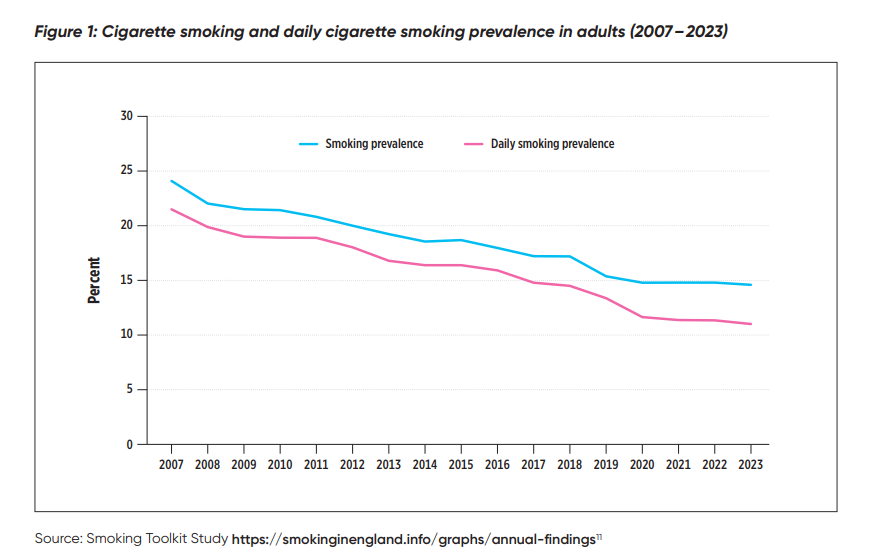 Figure 1: Cigarette smoking and daily cigarette smoking prevalence in adults (2007–2023)
30
Smoking prevalence
Daily smoking prevalence
25
20
Percent
15
10
5
0
2007 2008 2009 2010 2011 2012 2013 2014 2015 2016 2017 2018 2019 2020 2021 2022 2023
Source: Smoking Toolkit Study https://smokinginengland.info/graphs/annual-findings¹¹